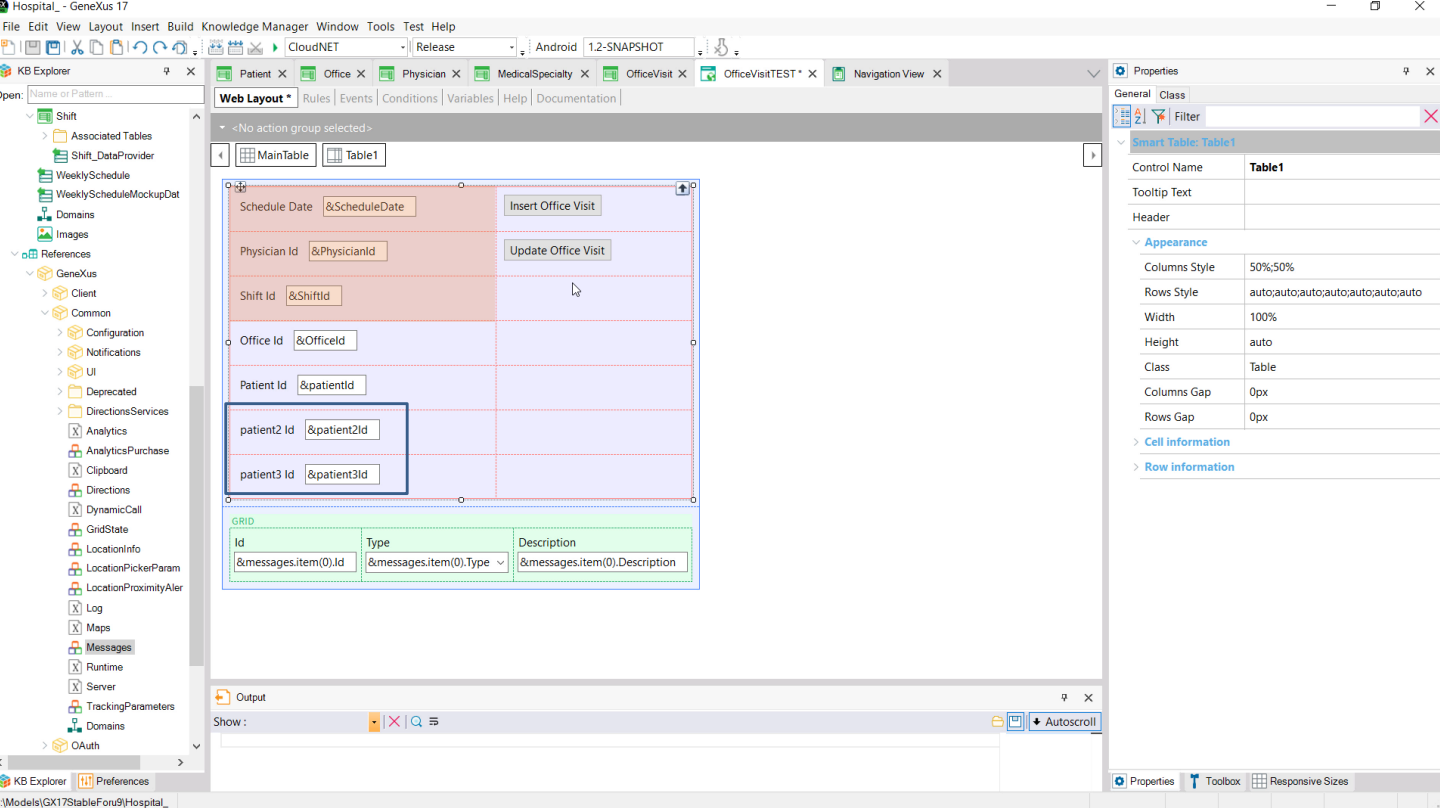 Hospital_ - GeneXus 17
File Edit View Layout Insert Build Knowledge Manager Window Tools Test Help
CloudNET Release Android 1.2-SNAPSHOT
KB Explorer
Open: Name or Pattern ...
Shift
Associated Tables
Shift_DataProvider
WeeklySchedule
WeeklyScheduleMockupDat
Domains
Images
References
GeneXus
Client
Common
Configuration
Notifications
UI
Deprecated
DirectionsServices
Analytics
AnalyticsPurchase
Clipboard
Directions
DynamicCall
GridState
LocationInfo
LocationPickerParam
LocationProximityAler
Log
Maps
Messages
Runtime
Server
TrackingParameters
Domains
OAuth
KB Explorer Preferences
Patient Office Physician MedicalSpecialty OfficeVisit OfficeVisitTEST * Navigation View
Web Layout * Rules Events Conditions Variables Help Documentation
<No action group selected>
MainTable Table1
Schedule Date &ScheduleDate Insert Office Visit
Physician Id &PhysicianId Update Office Visit
Shift Id &ShiftId
Office Id &OfficeId
Patient Id &patientId
patient2 Id &patient2Id
patient3 Id &patient3Id
GRID
Id Type Description
&messages.item(0).Id &messages.item(0).Type &messages.item(0).Description
Output
Show : Autoscroll
Properties
General Class
Filter
Smart Table: Table1
Control Name Table1
Tooltip Text
Header
Appearance
Columns Style 50%;50%
Rows Style auto;auto;auto;auto;auto;auto;auto
Width 100%
Height auto
Class Table
Columns Gap 0px
Rows Gap 0px
Cell information
Row information
Properties Toolbox Responsive Sizes
:\Models\GX17StableForu9\Hospital_